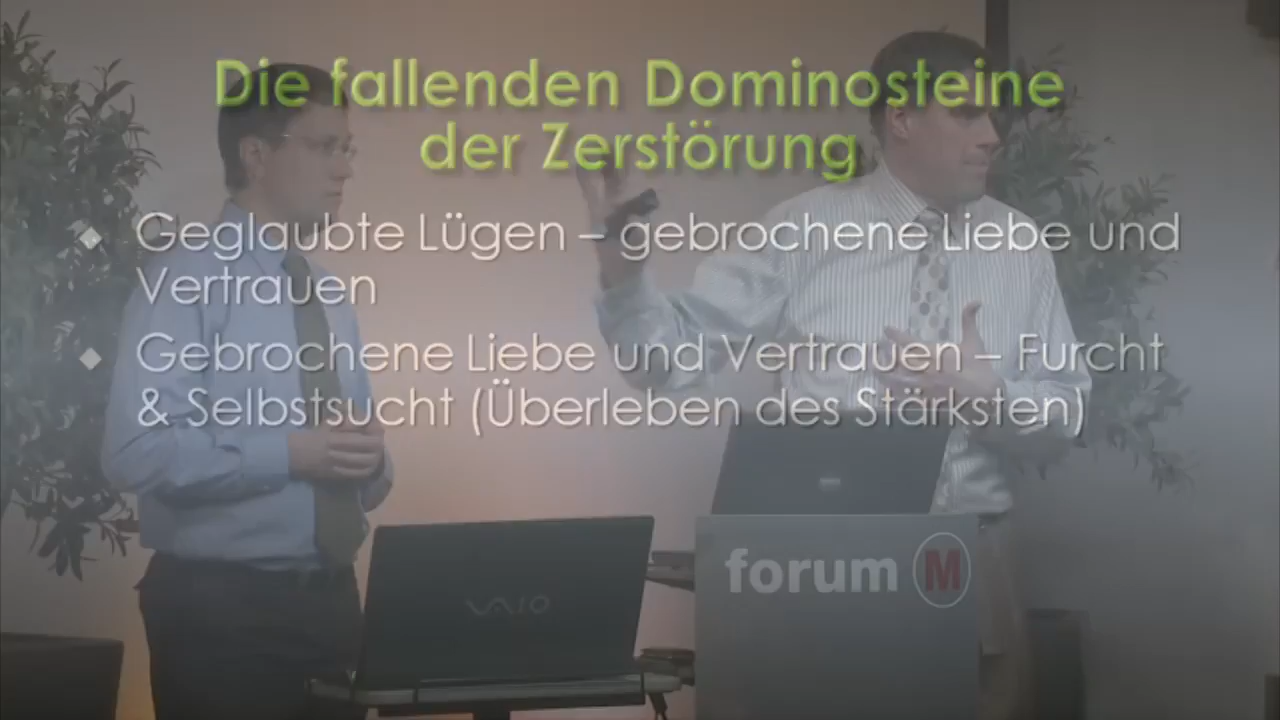 Die fallenden Dominosteine
der Zerstörung
Geglaubte Lügen – gebrochene Liebe und
Vertrauen
Gebrochene Liebe und Vertrauen – Furcht
& Selbstsucht (Überleben des Stärksten)
VAIO
forum M